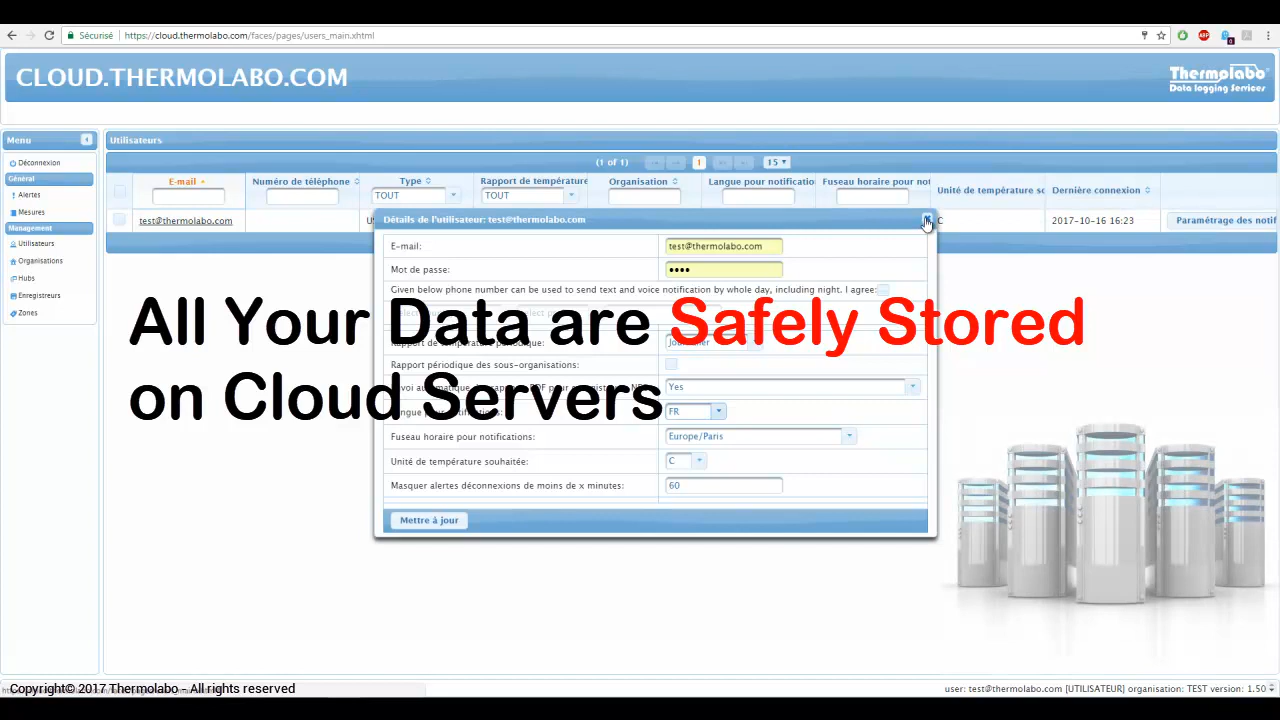 Sécurisé
https://cloud.thermolabo.com/faces/pages/users_main.xhtml
CLOUD.THERMOLABO.COM
Thermolabo
Data logging Services
Menu
Déconnexion
Général
Alertes
Mesures
Management
Utilisateurs
Organisations
Hubs
Enregistreurs
Zones
Utilisateurs
(1 of 1) 1 15
E-mail
Numéro de téléphone
Type
Rapport de température
Organisation
Langue pour notificatio
Fuseau horaire pour not
Unité de température so
Dernière connexion
TOUT
TOUT
test@thermolabo.com
C
2017-10-16 16:23
Paramétrage des notif
Détails de l'utilisateur: test@thermolabo.com
E-mail: test@thermolabo.com
Mot de passe: ••••
Given below phone number can be used to send text and voice notification by whole day, including night. I agree:
All Your Data are Safely Stored
on Cloud Servers
Rapport de température périodique:
Rapport périodique des sous-organisations:
Yes
FR
Fuseau horaire pour notifications: Europe/Paris
Unité de température souhaitée: C
Masquer alertes déconnexions de moins de x minutes: 60
Mettre à jour
Copyright© 2017 Thermolabo - All rights reserved
user: test@thermolabo.com [UTILISATEUR] organisation: TEST version: 1.50